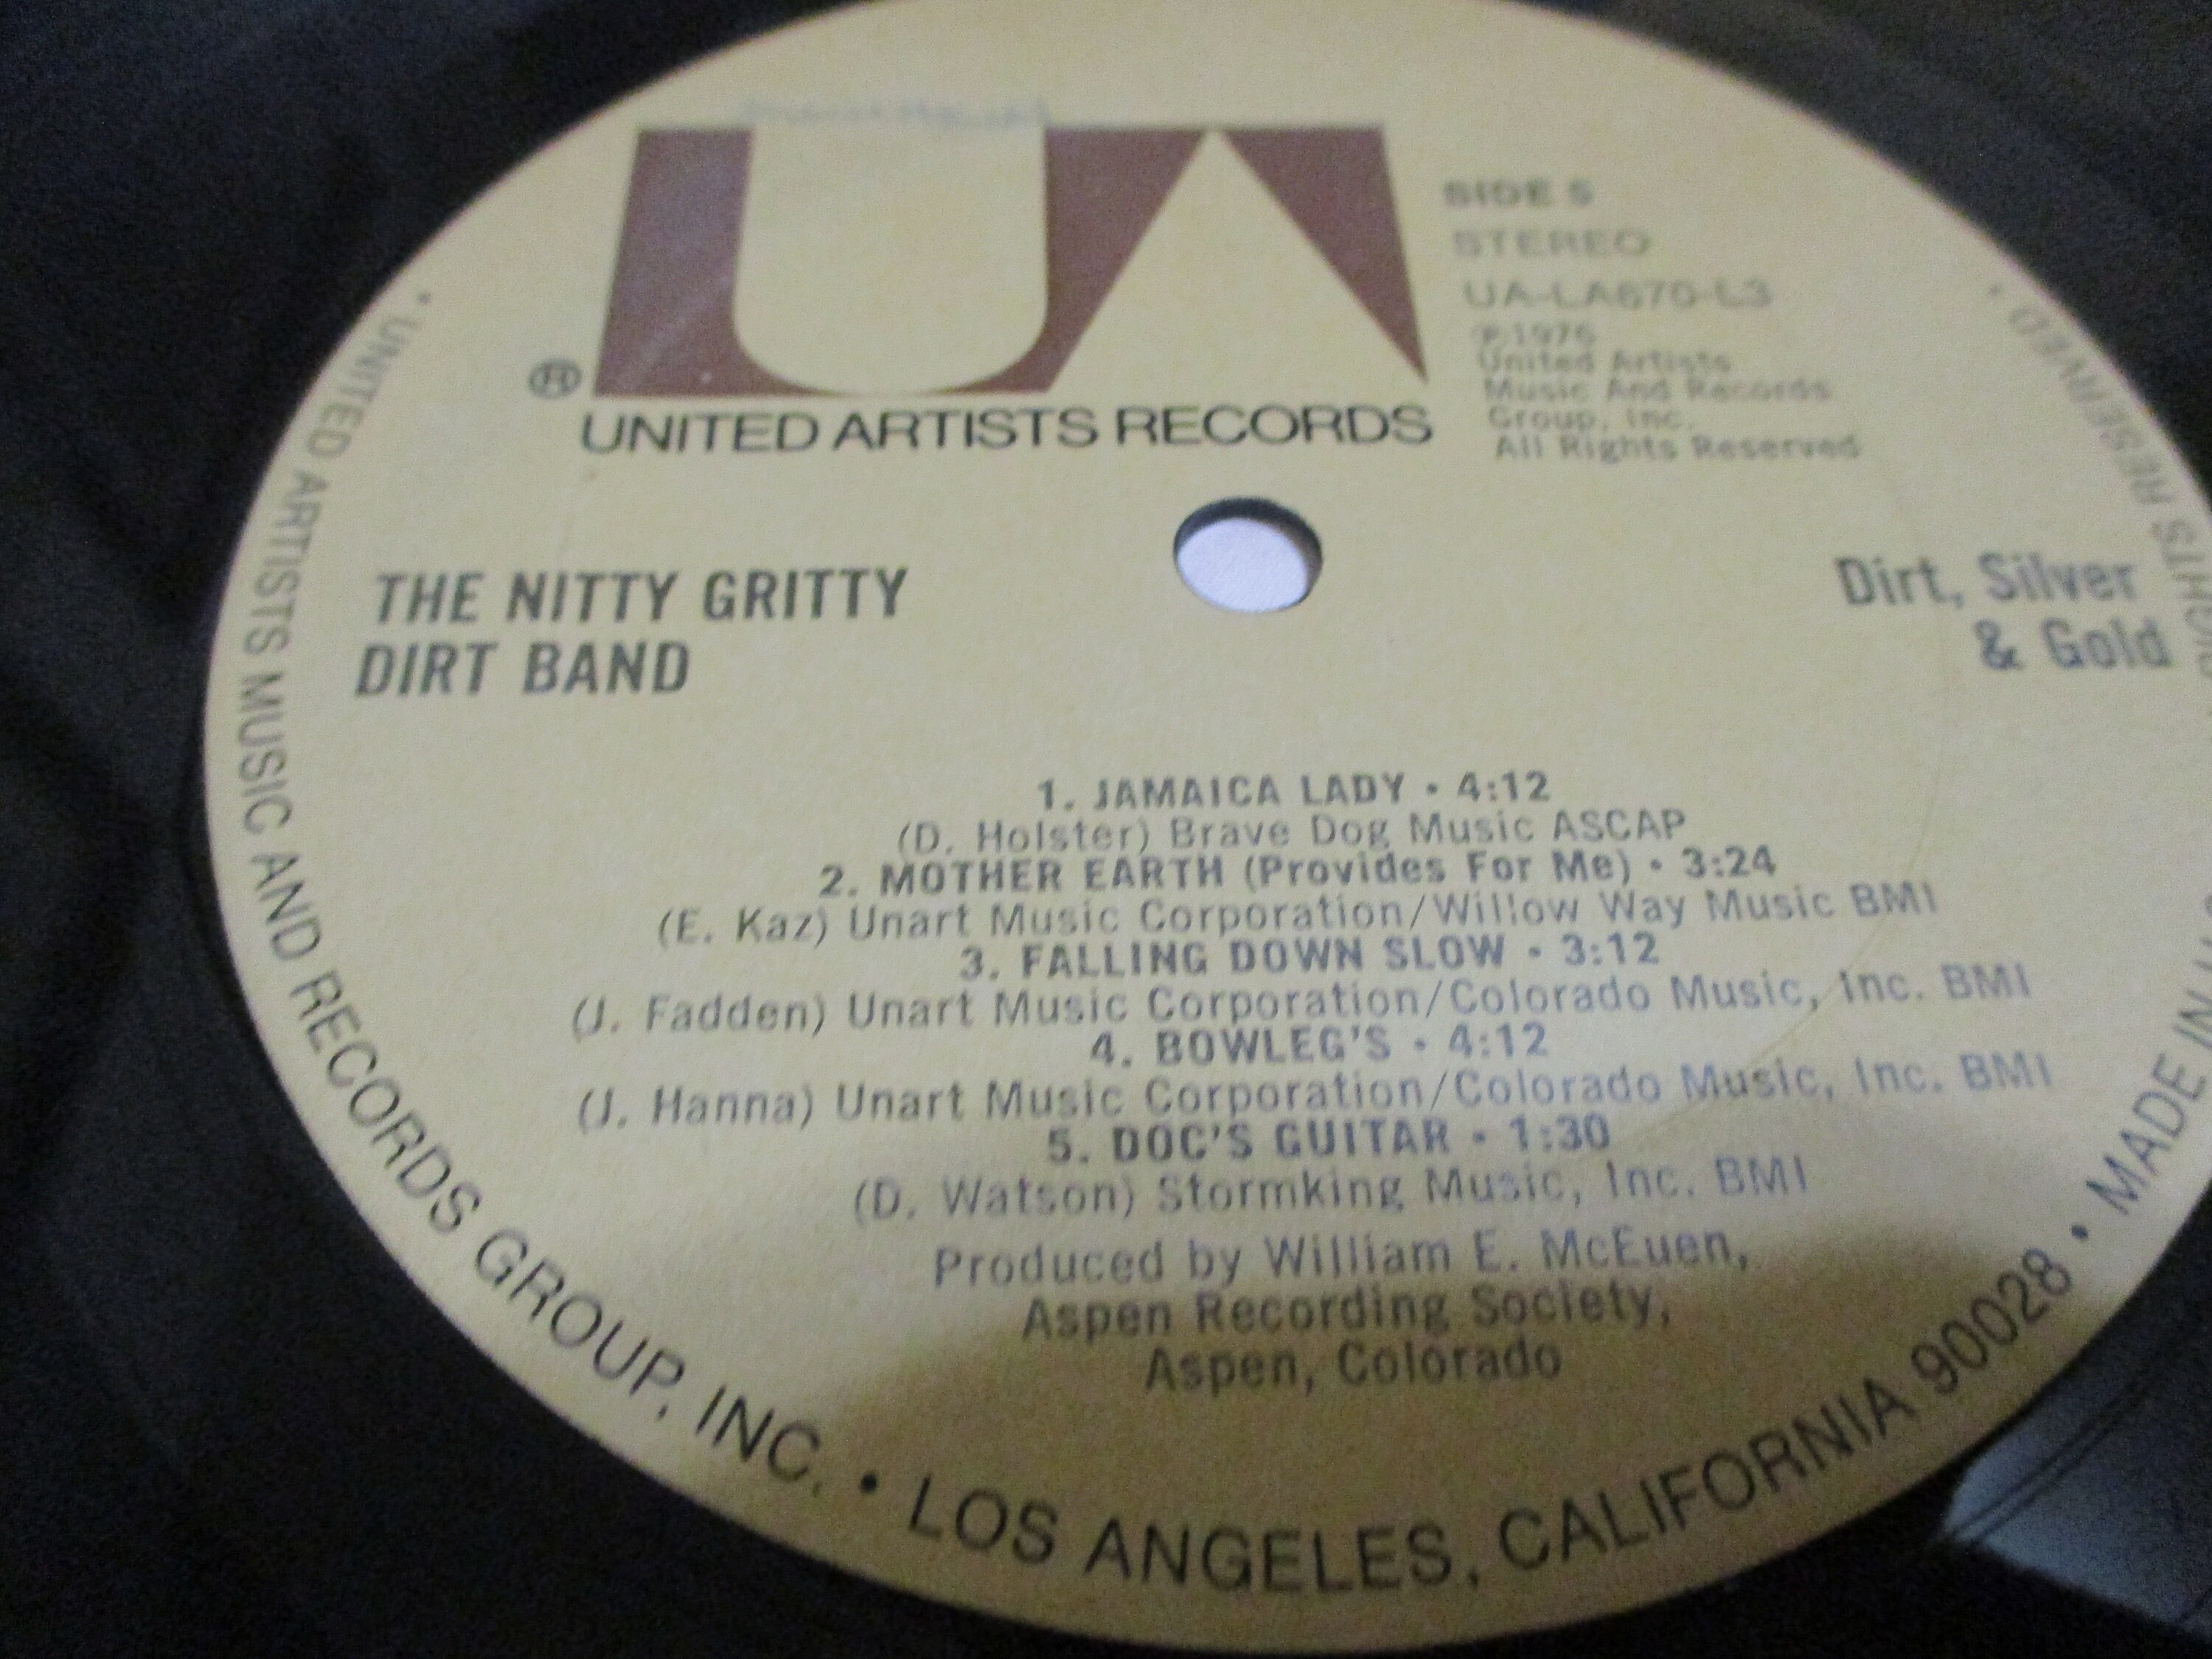 UA
®
UNITED ARTISTS RECORDS
SIDE 5
STEREO
UA-LA670-L3
℗ 1976
United Artists
Music And Records
Group, Inc.
All Rights Reserved
THE NITTY GRITTY
DIRT BAND
Dirt, Silver
& Gold
1. JAMAICA LADY • 4:12
(D. Holster) Brave Dog Music ASCAP
2. MOTHER EARTH (Provides For Me) • 3:24
(E. Kaz) Unart Music Corporation/Willow Way Music BMI
3. FALLING DOWN SLOW • 3:12
(J. Fadden) Unart Music Corporation/Colorado Music, Inc. BMI
4. BOWLEG'S • 4:12
(J. Hanna) Unart Music Corporation/Colorado Music, Inc. BMI
5. DOC'S GUITAR • 1:30
(D. Watson) Stormking Music, Inc. BMI
Produced by William E. McEuen,
Aspen Recording Society,
Aspen, Colorado
• UNITED ARTISTS MUSIC AND RECORDS GROUP, INC. • LOS ANGELES, CALIFORNIA 90028 • MADE IN
RIGHTS RESERVED •